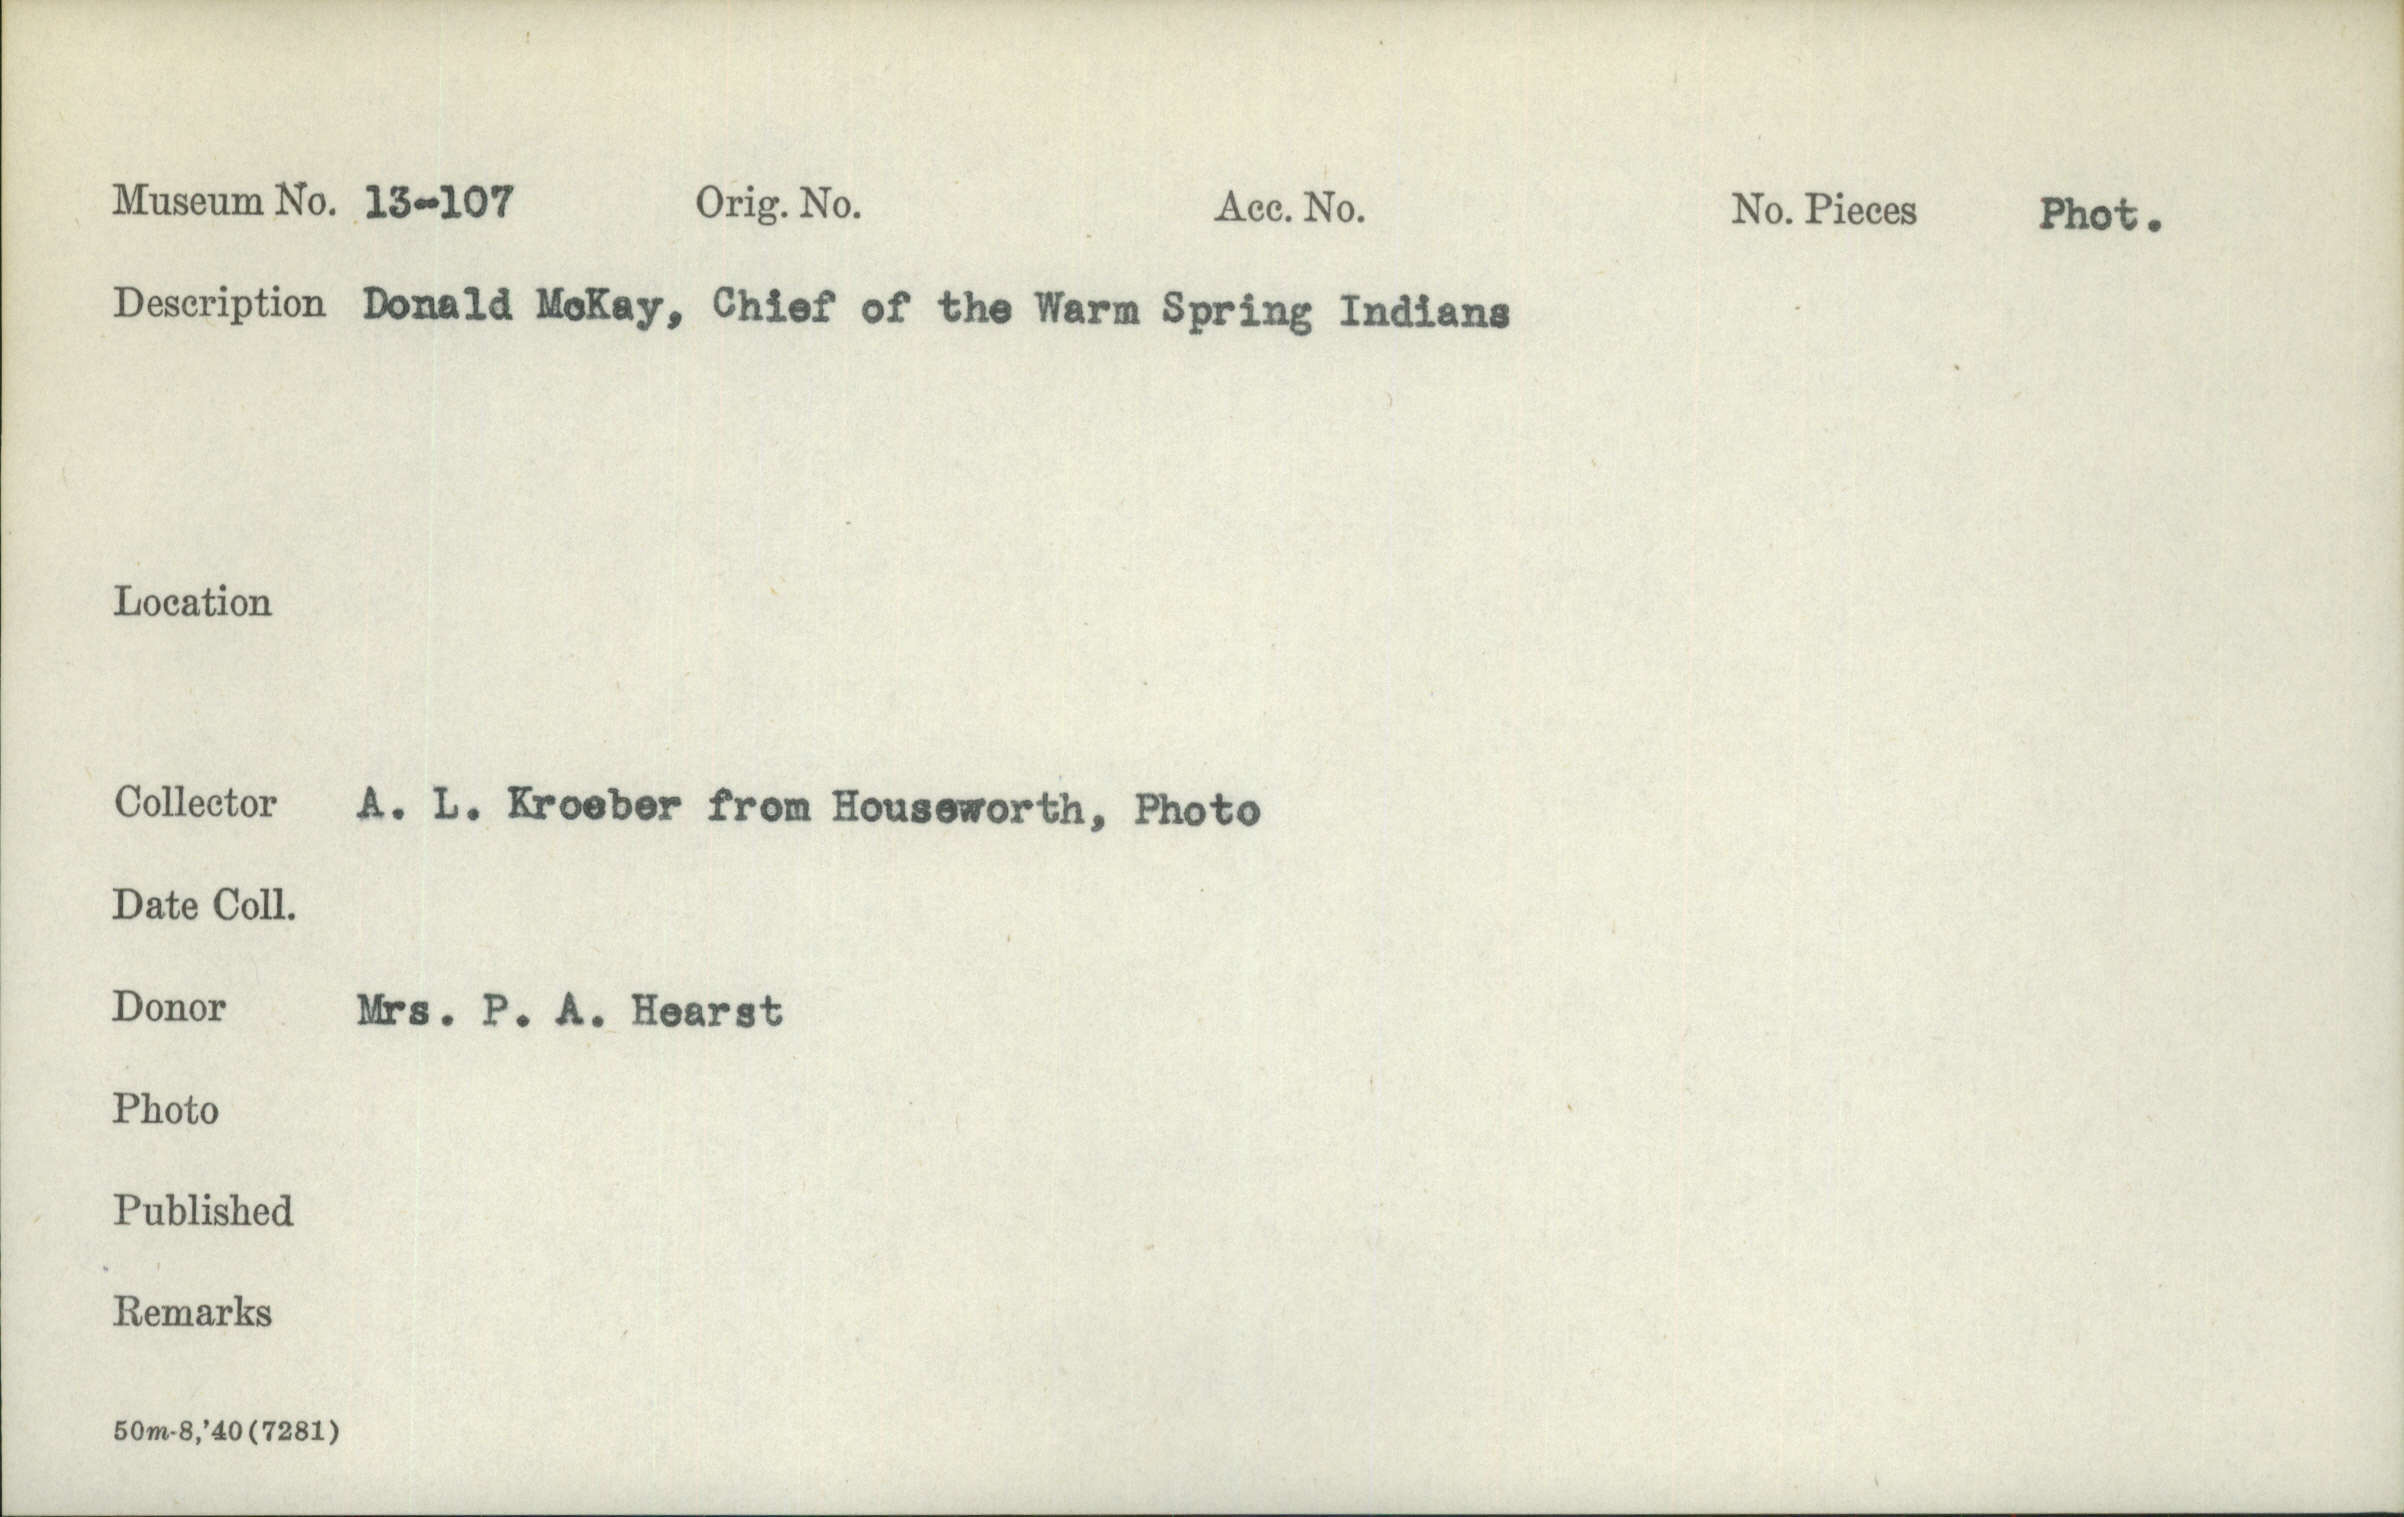 Museum No. 13-107 Orig. No. Acc. No. No. Pieces Phot.
Description Donald McKay, Chief of the Warm Spring Indians
Location
Collector A. L. Kroeber from Houseworth, Photo
Date Coll.
Donor Mrs. P. A. Hearst
Photo
Published
Remarks
50m-8,'40(7281)